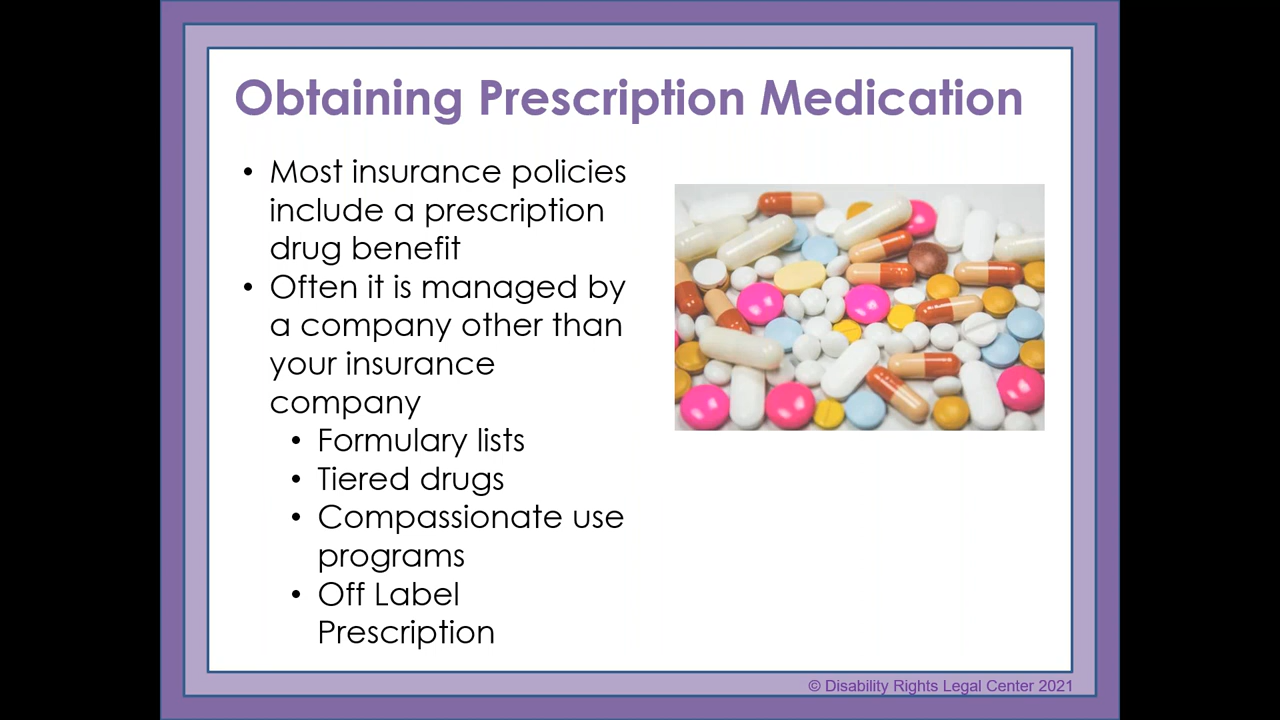 Obtaining Prescription Medication
• Most insurance policies
include a prescription
drug benefit
• Often it is managed by
a company other than
your insurance
company
• Formulary lists
• Tiered drugs
• Compassionate use
programs
• Off Label
Prescription
© Disability Rights Legal Center 2021